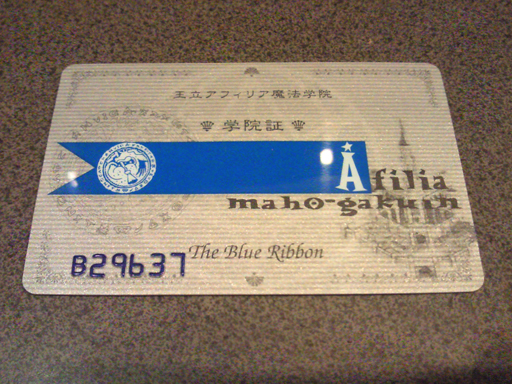 王立アフィリア魔法学院
学院証
Afilia
maho-gakuin
The Blue Ribbon
B29637